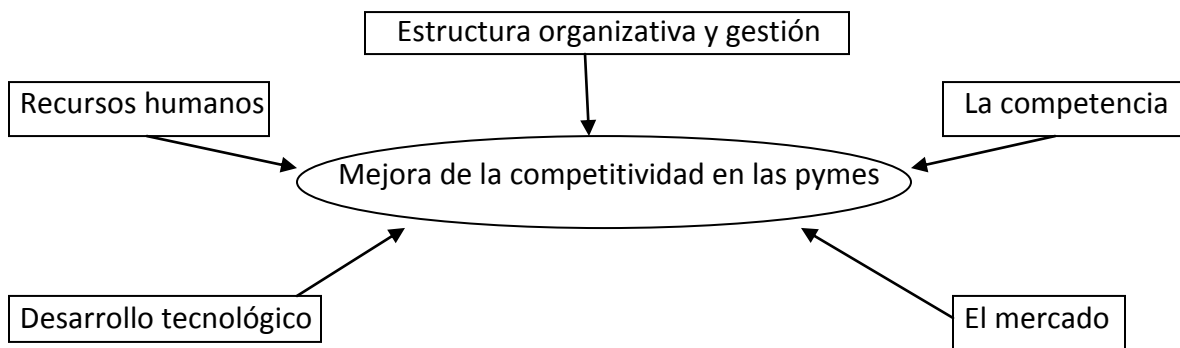 Estructura organizativa y gestión
Recursos humanos
La competencia
Mejora de la competitividad en las pymes
Desarrollo tecnológico
El mercado